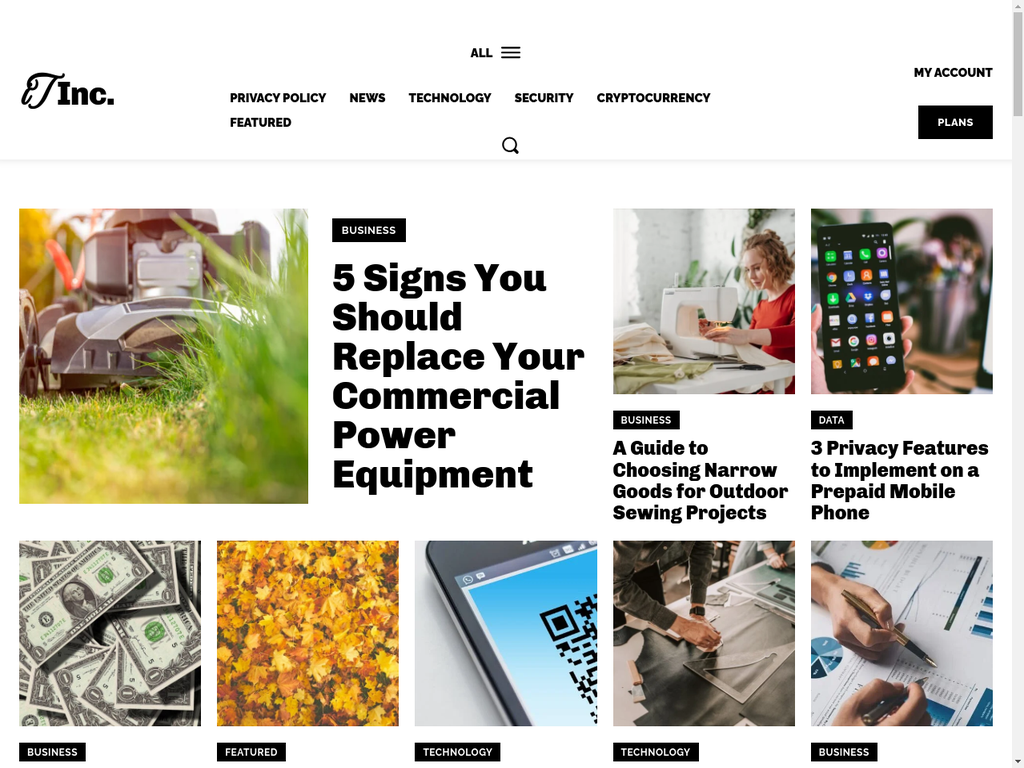 ALL
MY ACCOUNT
ETInc.
PRIVACY POLICY NEWS TECHNOLOGY SECURITY CRYPTOCURRENCY
FEATURED
PLANS
BUSINESS
5 Signs You
Should
Replace Your
Commercial
Power
Equipment
BUSINESS
A Guide to
Choosing Narrow
Goods for Outdoor
Sewing Projects
DATA
3 Privacy Features
to Implement on a
Prepaid Mobile
Phone
BUSINESS
FEATURED
TECHNOLOGY
TECHNOLOGY
BUSINESS